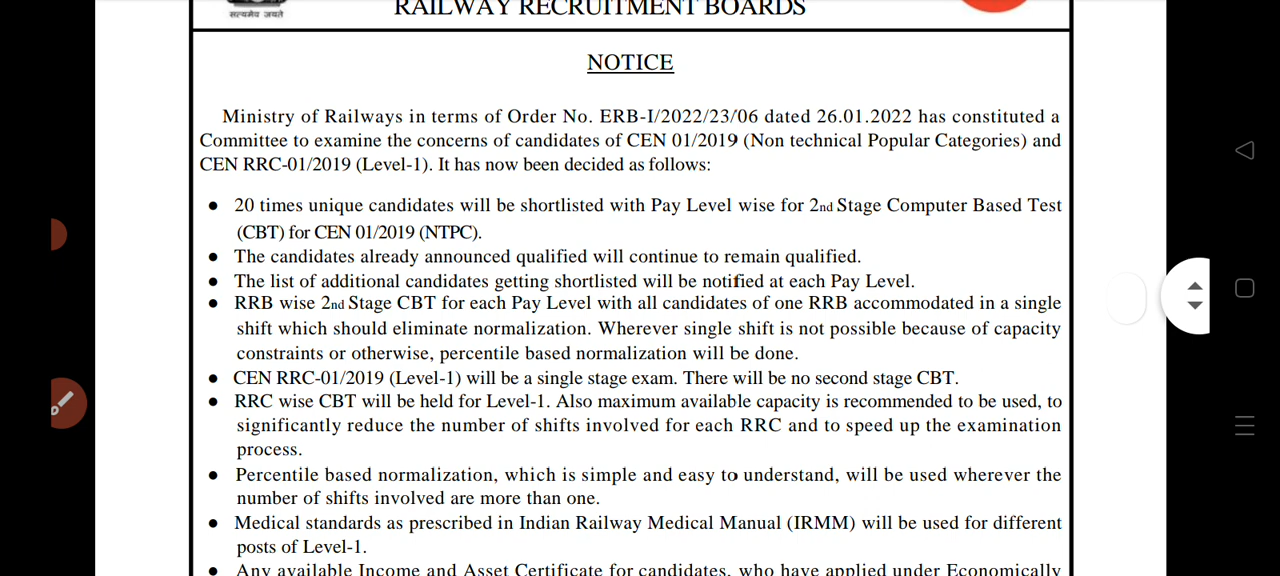 सत्यमेव जयते
RAILWAY RECRUITMENT BOARDS
NOTICE
Ministry of Railways in terms of Order No. ERB-I/2022/23/06 dated 26.01.2022 has constituted a
Committee to examine the concerns of candidates of CEN 01/2019 (Non technical Popular Categories) and
CEN RRC-01/2019 (Level-1). It has now been decided as follows:
● 20 times unique candidates will be shortlisted with Pay Level wise for 2nd Stage Computer Based Test
(CBT) for CEN 01/2019 (NTPC).
● The candidates already announced qualified will continue to remain qualified.
● The list of additional candidates getting shortlisted will be notified at each Pay Level.
● RRB wise 2nd Stage CBT for each Pay Level with all candidates of one RRB accommodated in a single
shift which should eliminate normalization. Wherever single shift is not possible because of capacity
constraints or otherwise, percentile based normalization will be done.
● CEN RRC-01/2019 (Level-1) will be a single stage exam. There will be no second stage CBT.
● RRC wise CBT will be held for Level-1. Also maximum available capacity is recommended to be used, to
significantly reduce the number of shifts involved for each RRC and to speed up the examination
process.
● Percentile based normalization, which is simple and easy to understand, will be used wherever the
number of shifts involved are more than one.
● Medical standards as prescribed in Indian Railway Medical Manual (IRMM) will be used for different
posts of Level-1.
● Any available Income and Asset Certificate for candidates, who have applied under Economically